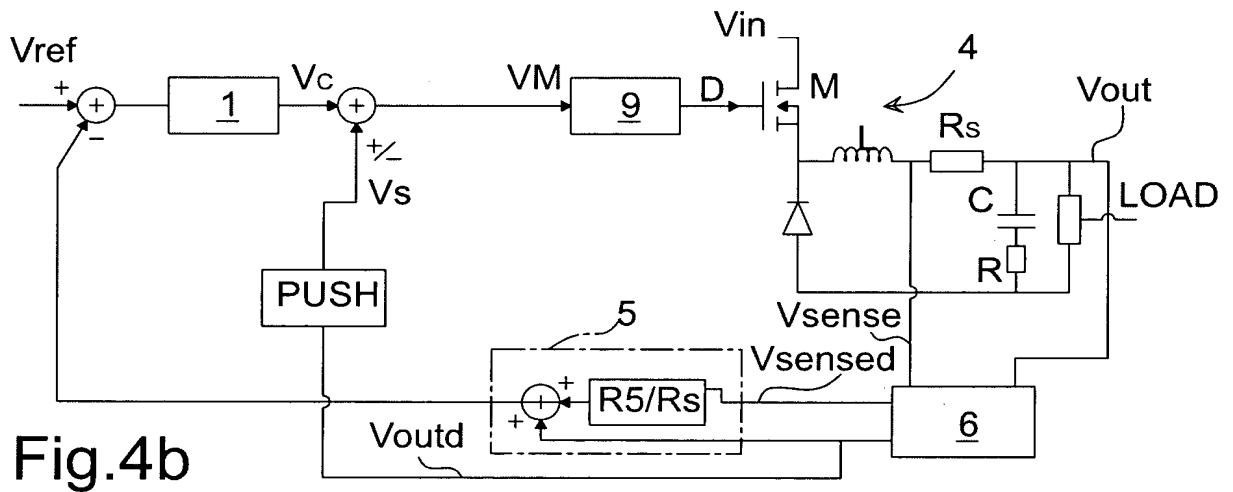 Vin
4
Vref
+
+
-
1
Vc
+
+/-
Vs
VM
9
D
M
L
Rs
Vout
C
LOAD
R
PUSH
5
Vsense
Vsensed
+
+
+
R5/Rs
6
Voutd
Fig.4b